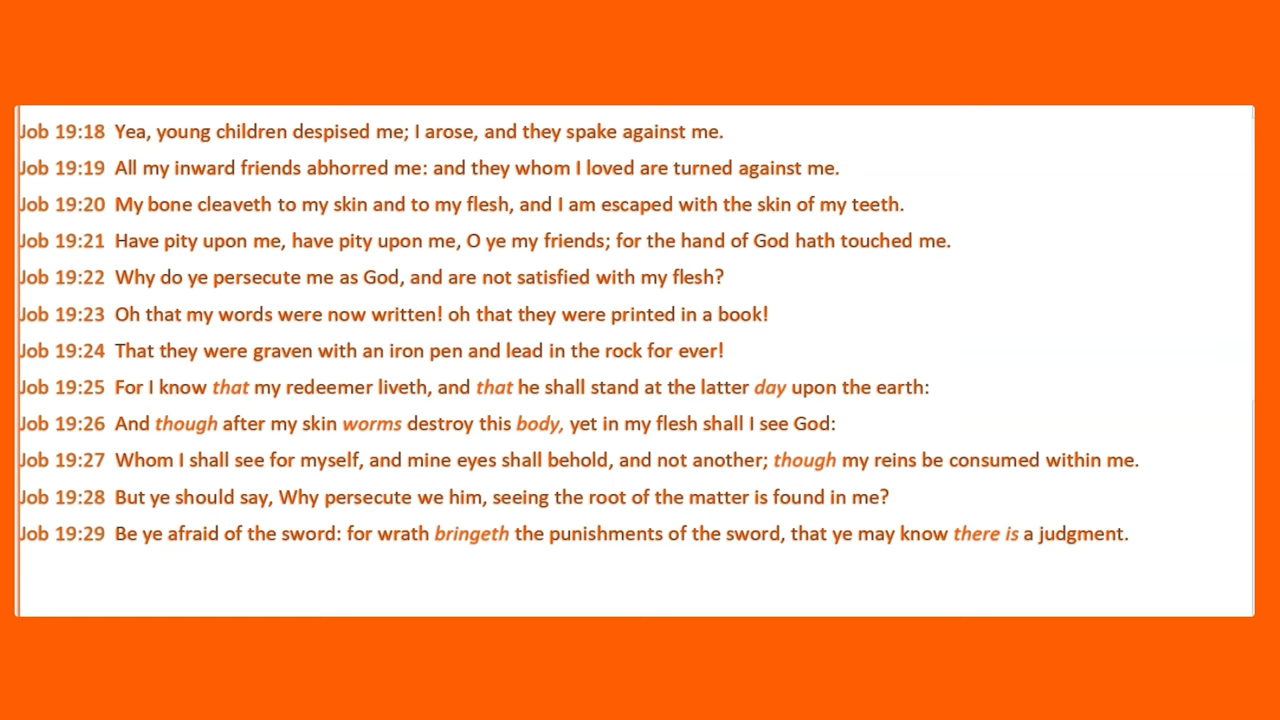 Job 19:18 Yea, young children despised me; I arose, and they spake against me.
Job 19:19 All my inward friends abhorred me: and they whom I loved are turned against me.
Job 19:20 My bone cleaveth to my skin and to my flesh, and I am escaped with the skin of my teeth.
Job 19:21 Have pity upon me, have pity upon me, O ye my friends; for the hand of God hath touched me.
Job 19:22 Why do ye persecute me as God, and are not satisfied with my flesh?
Job 19:23 Oh that my words were now written! oh that they were printed in a book!
Job 19:24 That they were graven with an iron pen and lead in the rock for ever!
Job 19:25 For I know that my redeemer liveth, and that he shall stand at the latter day upon the earth:
Job 19:26 And though after my skin worms destroy this body, yet in my flesh shall I see God:
Job 19:27 Whom I shall see for myself, and mine eyes shall behold, and not another; though my reins be consumed within me.
Job 19:28 But ye should say, Why persecute we him, seeing the root of the matter is found in me?
Job 19:29 Be ye afraid of the sword: for wrath bringeth the punishments of the sword, that ye may know there is a judgment.